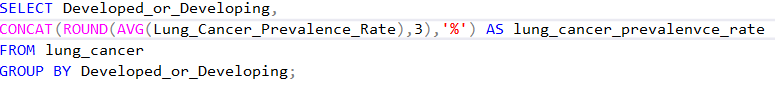 SELECT Developed_or_Developing,
CONCAT(ROUND(AVG(Lung_Cancer_Prevalence_Rate),3),'%') AS lung_cancer_prevalenvce_rate
FROM lung_cancer
GROUP BY Developed_or_Developing;